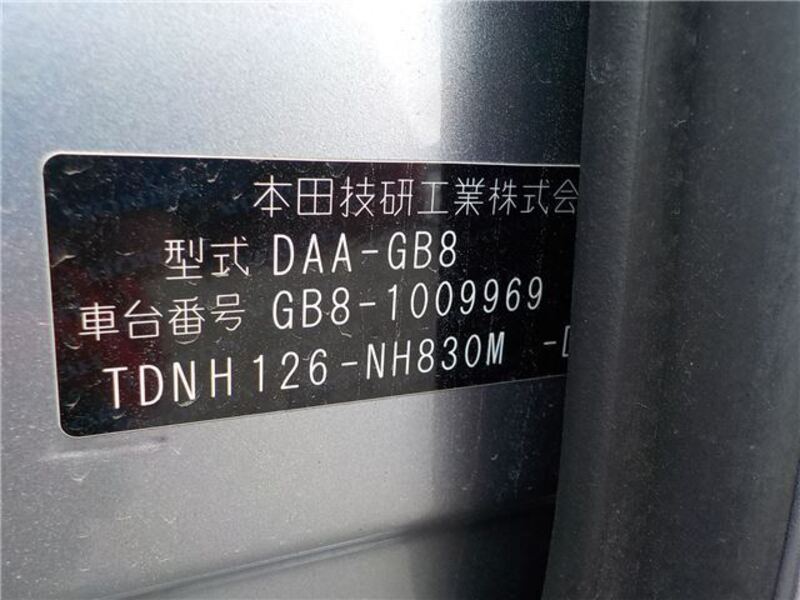 本田技研工業株式会
型式 DAA-GB8
車台番号 GB8-1009969
TDNH126-NH830M -